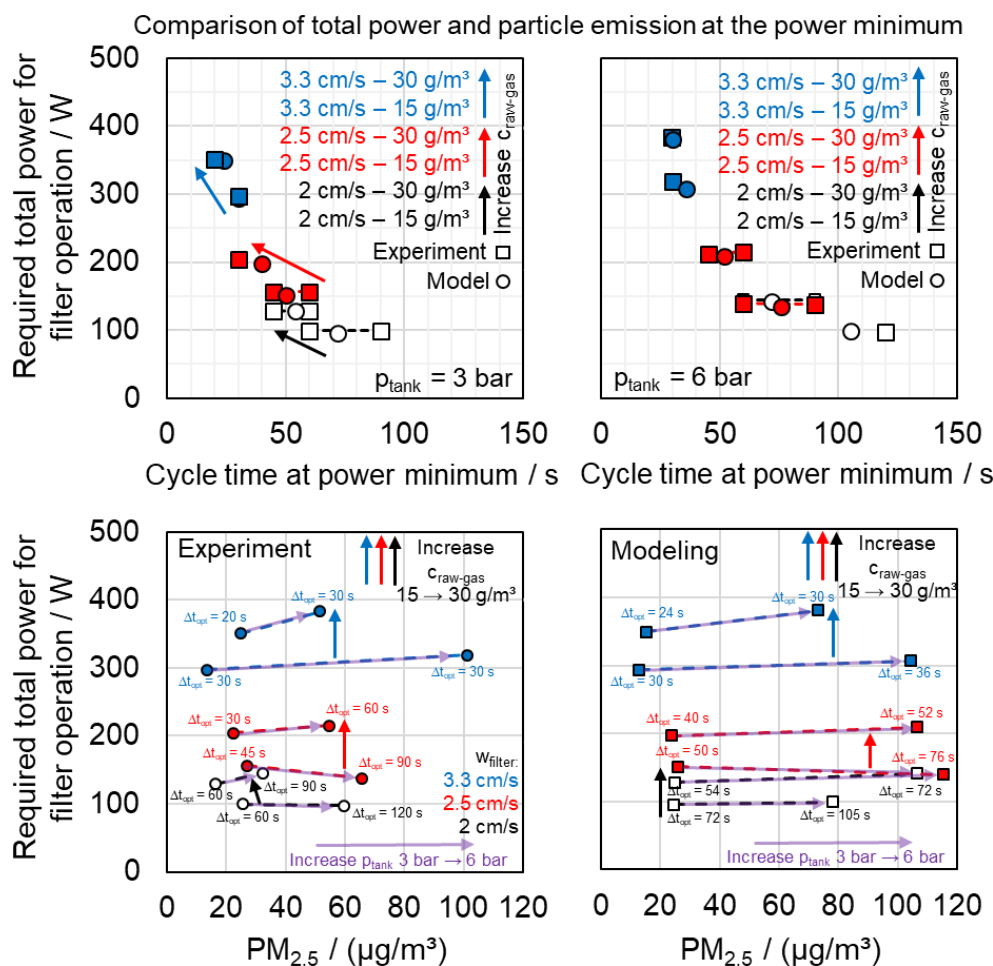 Comparison of total power and particle emission at the power minimum
Required total power for
filter operation / W
500
400
300
200
100
0
3.3 cm/s – 30 g/m³
3.3 cm/s – 15 g/m³
2.5 cm/s – 30 g/m³
2.5 cm/s – 15 g/m³
2 cm/s – 30 g/m³
2 cm/s – 15 g/m³
Increase c_raw-gas
Experiment
Model
p_tank = 3 bar
0 50 100 150
Cycle time at power minimum / s
3.3 cm/s – 30 g/m³
3.3 cm/s – 15 g/m³
2.5 cm/s – 30 g/m³
2.5 cm/s – 15 g/m³
2 cm/s – 30 g/m³
2 cm/s – 15 g/m³
Increase c_raw-gas
Experiment
Model
p_tank = 6 bar
0 50 100 150
Cycle time at power minimum / s
Required total power for
filter operation / W
500
400
300
200
100
0
Experiment
Increase
c_raw-gas
15 → 30 g/m³
Δt_opt = 20 s
Δt_opt = 30 s
Δt_opt = 30 s
Δt_opt = 30 s
Δt_opt = 30 s
Δt_opt = 60 s
Δt_opt = 45 s
Δt_opt = 90 s
Δt_opt = 60 s
Δt_opt = 90 s
Δt_opt = 60 s
Δt_opt = 120 s
w_filter:
3.3 cm/s
2.5 cm/s
2 cm/s
Increase p_tank 3 bar → 6 bar
0 20 40 60 80 100 120
PM_2.5 / (µg/m³)
Modeling
Increase
c_raw-gas
15 → 30 g/m³
Δt_opt = 24 s
Δt_opt = 30 s
Δt_opt = 30 s
Δt_opt = 36 s
Δt_opt = 40 s
Δt_opt = 52 s
Δt_opt = 50 s
Δt_opt = 76 s
Δt_opt = 54 s
Δt_opt = 72 s
Δt_opt = 72 s
Δt_opt = 105 s
Increase p_tank 3 bar → 6 bar
0 20 40 60 80 100 120
PM_2.5 / (µg/m³)